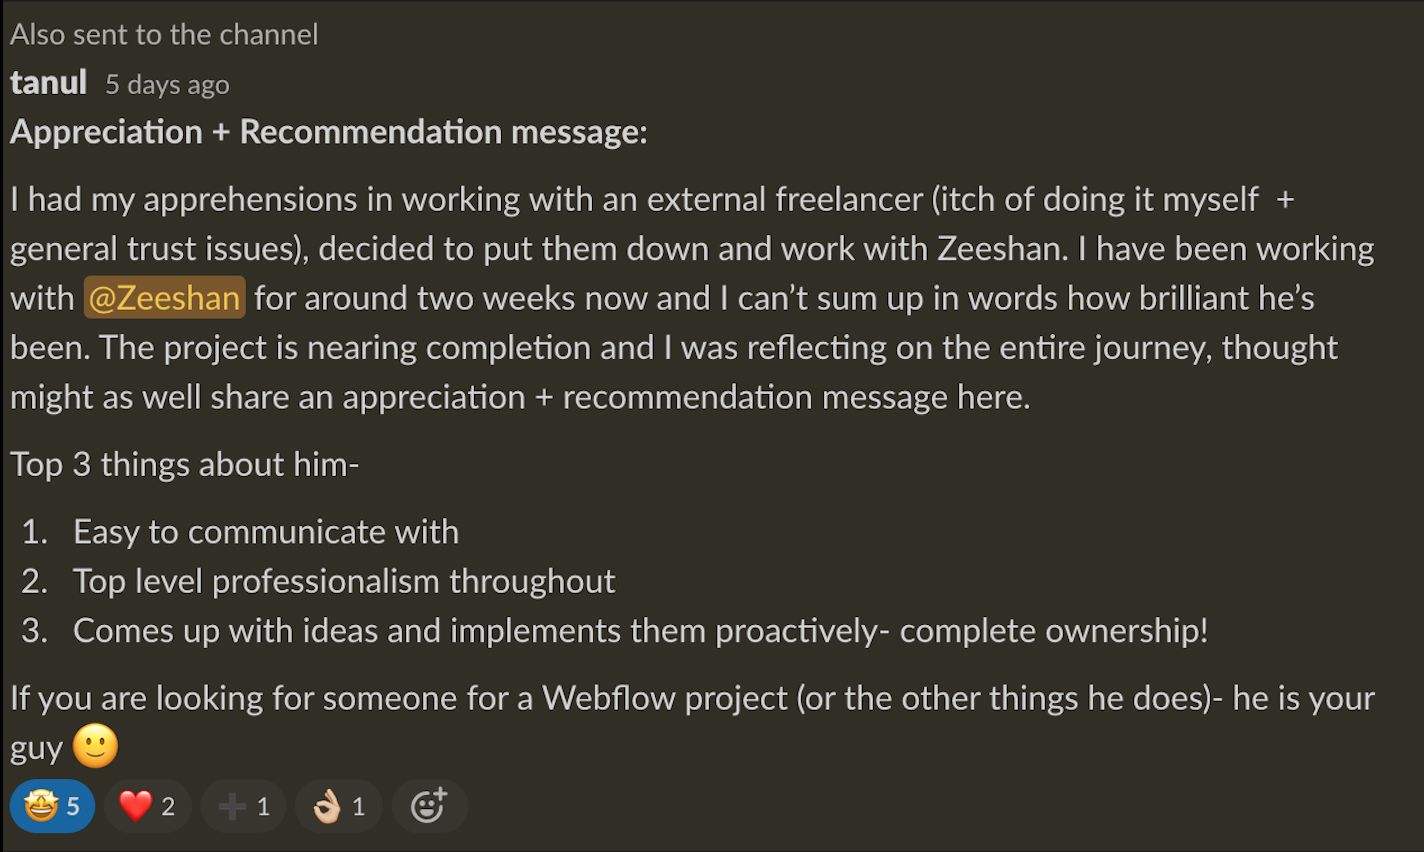 Also sent to the channel
tanul 5 days ago
Appreciation + Recommendation message:
I had my apprehensions in working with an external freelancer (itch of doing it myself +
general trust issues), decided to put them down and work with Zeeshan. I have been working
with @Zeeshan for around two weeks now and I can’t sum up in words how brilliant he’s
been. The project is nearing completion and I was reflecting on the entire journey, thought
might as well share an appreciation + recommendation message here.
Top 3 things about him-
1. Easy to communicate with
2. Top level professionalism throughout
3. Comes up with ideas and implements them proactively- complete ownership!
If you are looking for someone for a Webflow project (or the other things he does)- he is your
guy 🙂
🤩 5 ❤️ 2 ➕ 1 👌🏼 1